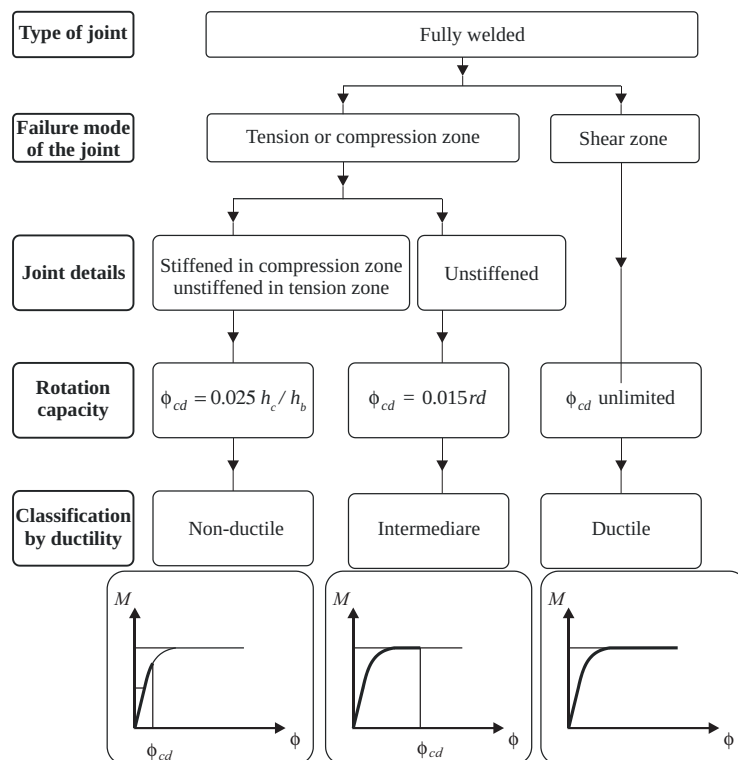 Type of joint
Fully welded
Failure mode
of the joint
Tension or compression zone
Shear zone
Joint details
Stiffened in compression zone
unstiffened in tension zone
Unstiffened
Rotation
capacity
ϕcd = 0.025 hc / hb
ϕcd = 0.015rd
ϕcd unlimited
Classification
by ductility
Non-ductile
Intermediare
Ductile
M
ϕcd
ϕ
M
ϕcd
ϕ
M
ϕ